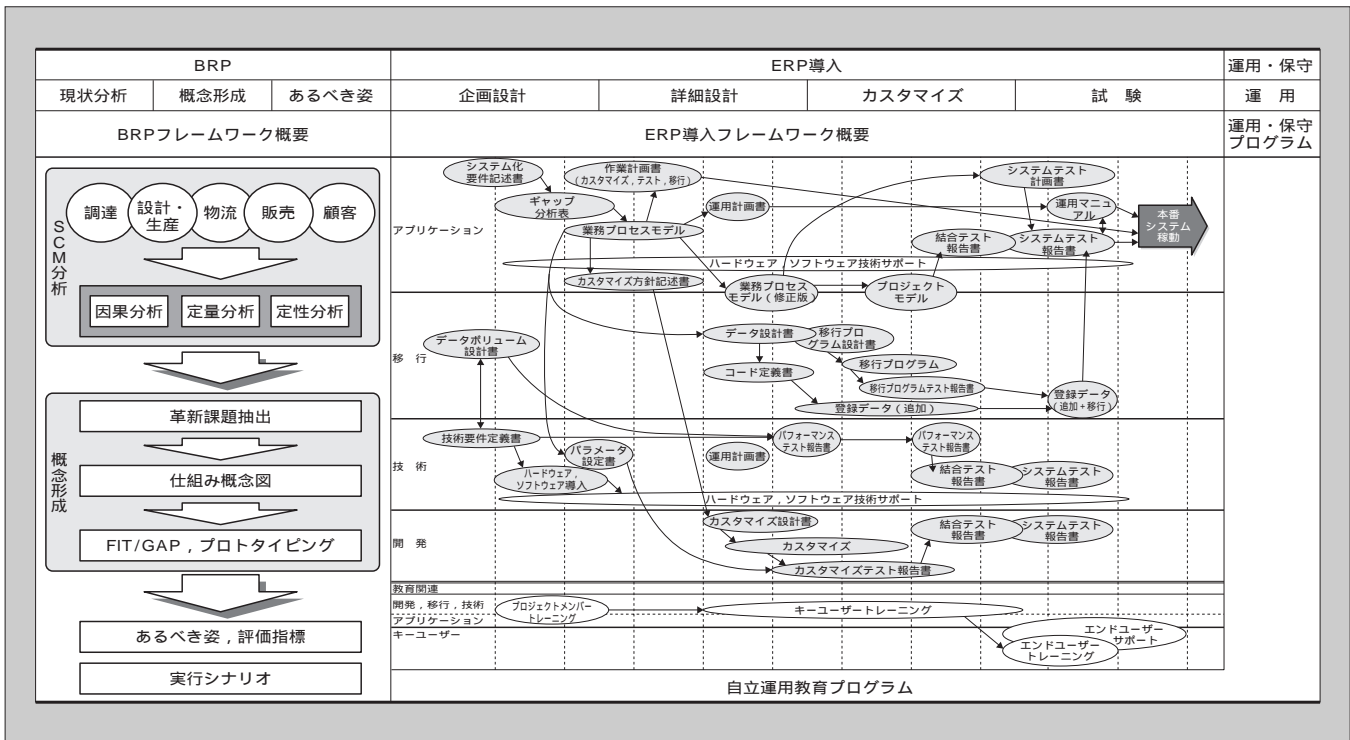 BRP
ERP導入
運用・保守
現状分析
概念形成
あるべき姿
企画設計
詳細設計
カスタマイズ
試 験
運 用
BRPフレームワーク概要
ERP導入フレームワーク概要
運用・保守
プログラム
SCM分析
調達
設計・
生産
物流
販売
顧客
因果分析
定量分析
定性分析
概念形成
革新課題抽出
仕組み概念図
FIT/GAP，プロトタイピング
あるべき姿，評価指標
実行シナリオ
アプリケーション
システム化
要件記述書
作業計画書
（カスタマイズ，テスト，移行）
システムテスト
計画書
ギャップ
分析表
運用計画書
運用マニュ
アル
本番
システム
稼動
業務プロセスモデル
結合テスト
報告書
システムテスト
報告書
ハードウェア／ソフトウェア技術サポート
カスタマイズ方針記述書
業務プロセス
モデル（修正版）
プロジェクト
モデル
移 行
データボリューム
設計書
データ設計書
移行プロ
グラム設計書
コード定義書
移行プログラム
移行プログラムテスト報告書
登録データ（追加）
登録データ
（追加＋移行）
技 術
技術要件定義書
パラメータ
設定書
運用計画書
パフォーマンス
テスト報告書
パフォーマンス
テスト報告書
ハードウェア，
ソフトウェア導入
結合テスト
報告書
システムテスト
報告書
ハードウェア，ソフトウェア技術サポート
開 発
カスタマイズ設計書
カスタマイズ
カスタマイズテスト報告書
結合テスト
報告書
システムテスト
報告書
教育関連
開発，移行，技術
アプリケーション
キーユーザー
プロジェクトメンバー
トレーニング
キーユーザートレーニング
エンドユーザー
サポート
エンドユーザー
トレーニング
自立運用教育プログラム